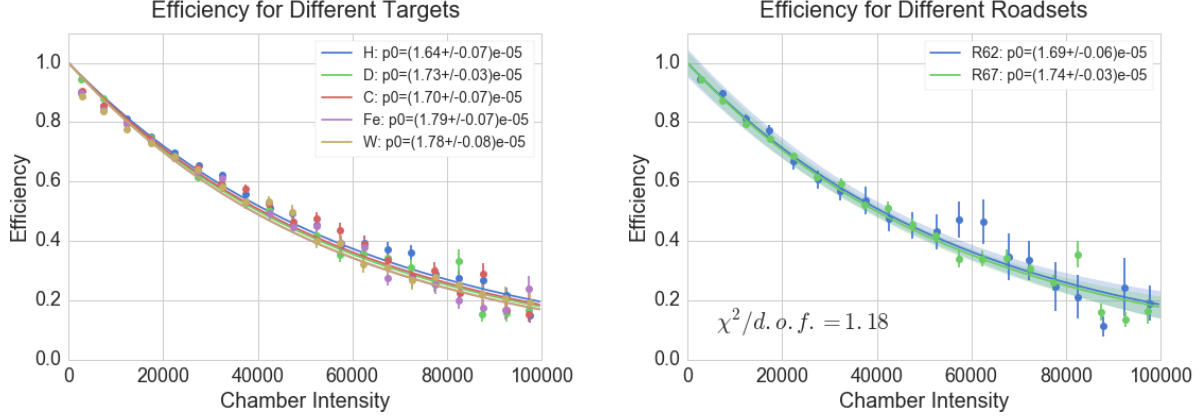 Efficiency for Different Targets
H: p0=(1.64+/-0.07)e-05
D: p0=(1.73+/-0.03)e-05
C: p0=(1.70+/-0.07)e-05
Fe: p0=(1.79+/-0.07)e-05
W: p0=(1.78+/-0.08)e-05
Efficiency
1.0
0.8
0.6
0.4
0.2
0.0
0 20000 40000 60000 80000 100000
Chamber Intensity
Efficiency for Different Roadsets
R62: p0=(1.69+/-0.06)e-05
R67: p0=(1.74+/-0.03)e-05
Efficiency
1.0
0.8
0.6
0.4
0.2
0.0
χ²/d.o.f. = 1.18
0 20000 40000 60000 80000 100000
Chamber Intensity